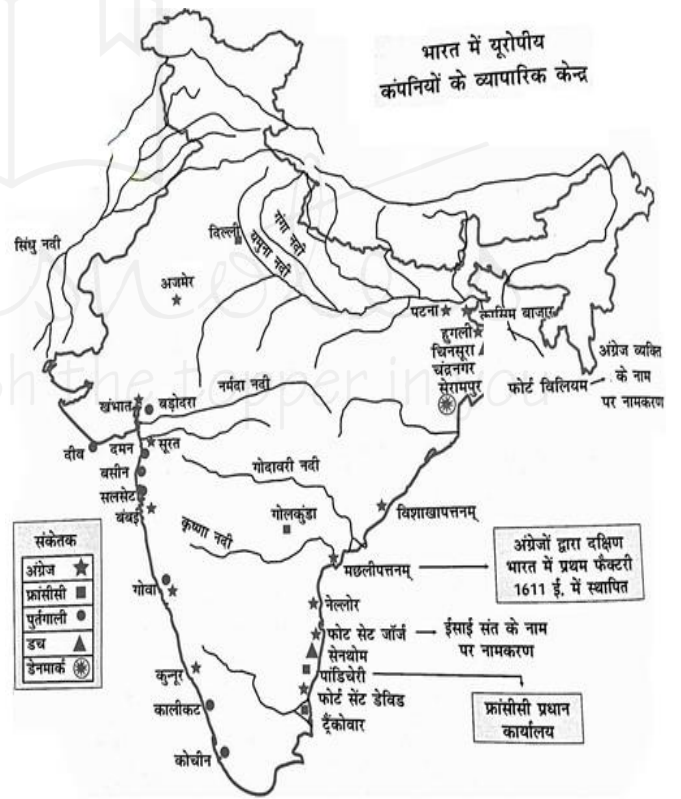 भारत में यूरोपीय
कंपनियों के व्यापारिक केन्द्र
सिंधु नदी
दिल्ली
गंगा नदी
यमुना नदी
अजमेर
पटना
कासिम बाजार
हुगली
चिनसूरा
चंद्रनगर
सेरामपुर
फोर्ट विलियम
अंग्रेज व्यक्ति
के नाम
पर नामकरण
नर्मदा नदी
खंभात
वड़ोदरा
दीव
दमन
सूरत
बसीन
सलसेट
बंबई
गोदावरी नदी
गोलकुंडा
विशाखापत्तनम्
कृष्णा नदी
संकेतक
अंग्रेज
फ्रांसीसी
पुर्तगाली
डच
डेनमार्क
मछलीपत्तनम्
अंग्रेजों द्वारा दक्षिण
भारत में प्रथम फैक्टरी
1611 ई. में स्थापित
गोवा
नेल्लोर
फोट सेट जॉर्ज
ईसाई संत के नाम
पर नामकरण
सेनथोम
पांडिचेरी
कुन्नूर
फोर्ट सेंट डेविड
कालीकट
ट्रैंकोवार
फ्रांसीसी प्रधान
कार्यालय
कोचीन